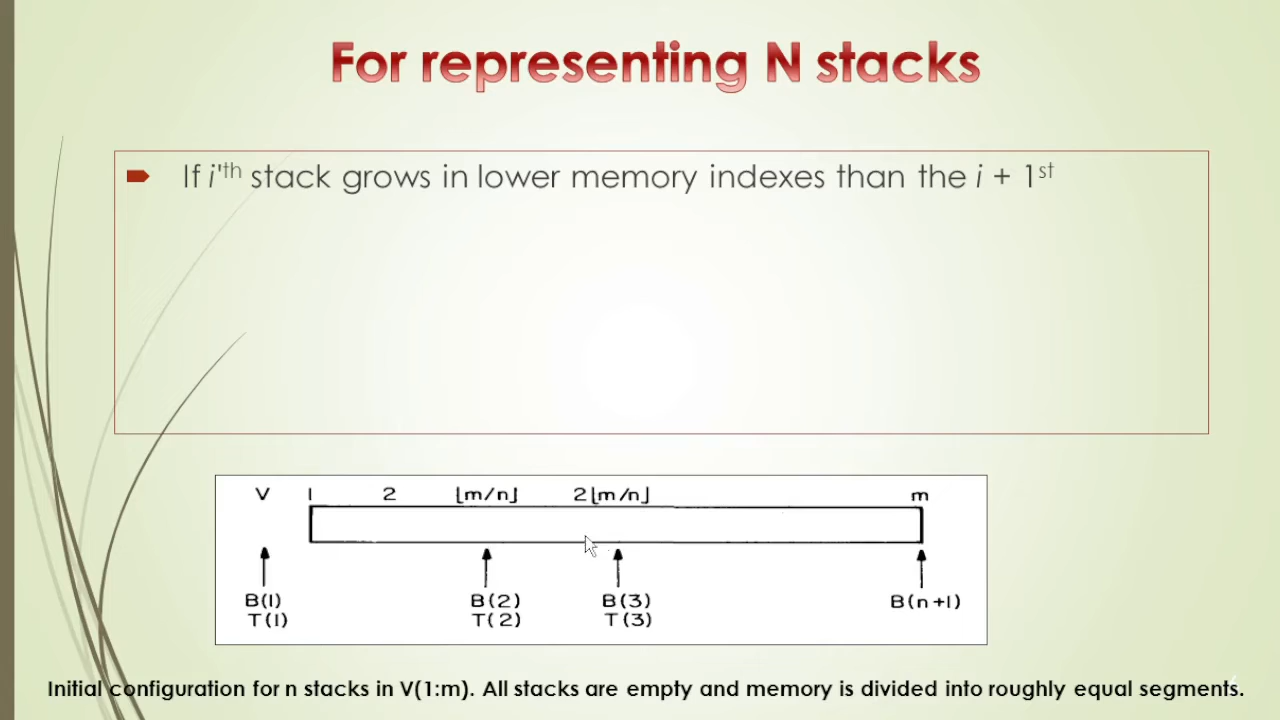 For representing N stacks
If i'th stack grows in lower memory indexes than the i + 1st
V 1 2 ⌊m/n⌋ 2⌊m/n⌋ m
B(1) B(2) B(3) B(n+1)
T(1) T(2) T(3)
Initial configuration for n stacks in V(1:m). All stacks are empty and memory is divided into roughly equal segments.